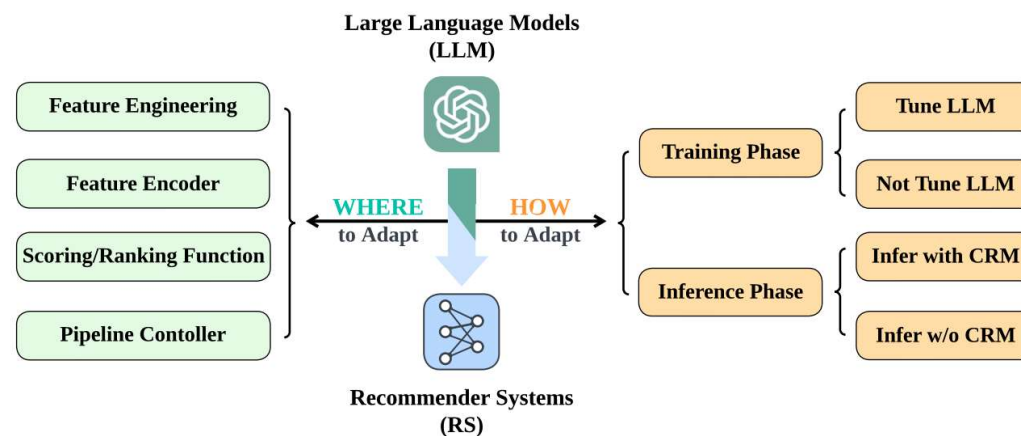 Large Language Models
(LLM)
Feature Engineering
Feature Encoder
Scoring/Ranking Function
Pipeline Contoller
WHERE
to Adapt
HOW
to Adapt
Training Phase
Tune LLM
Not Tune LLM
Inference Phase
Infer with CRM
Infer w/o CRM
Recommender Systems
(RS)